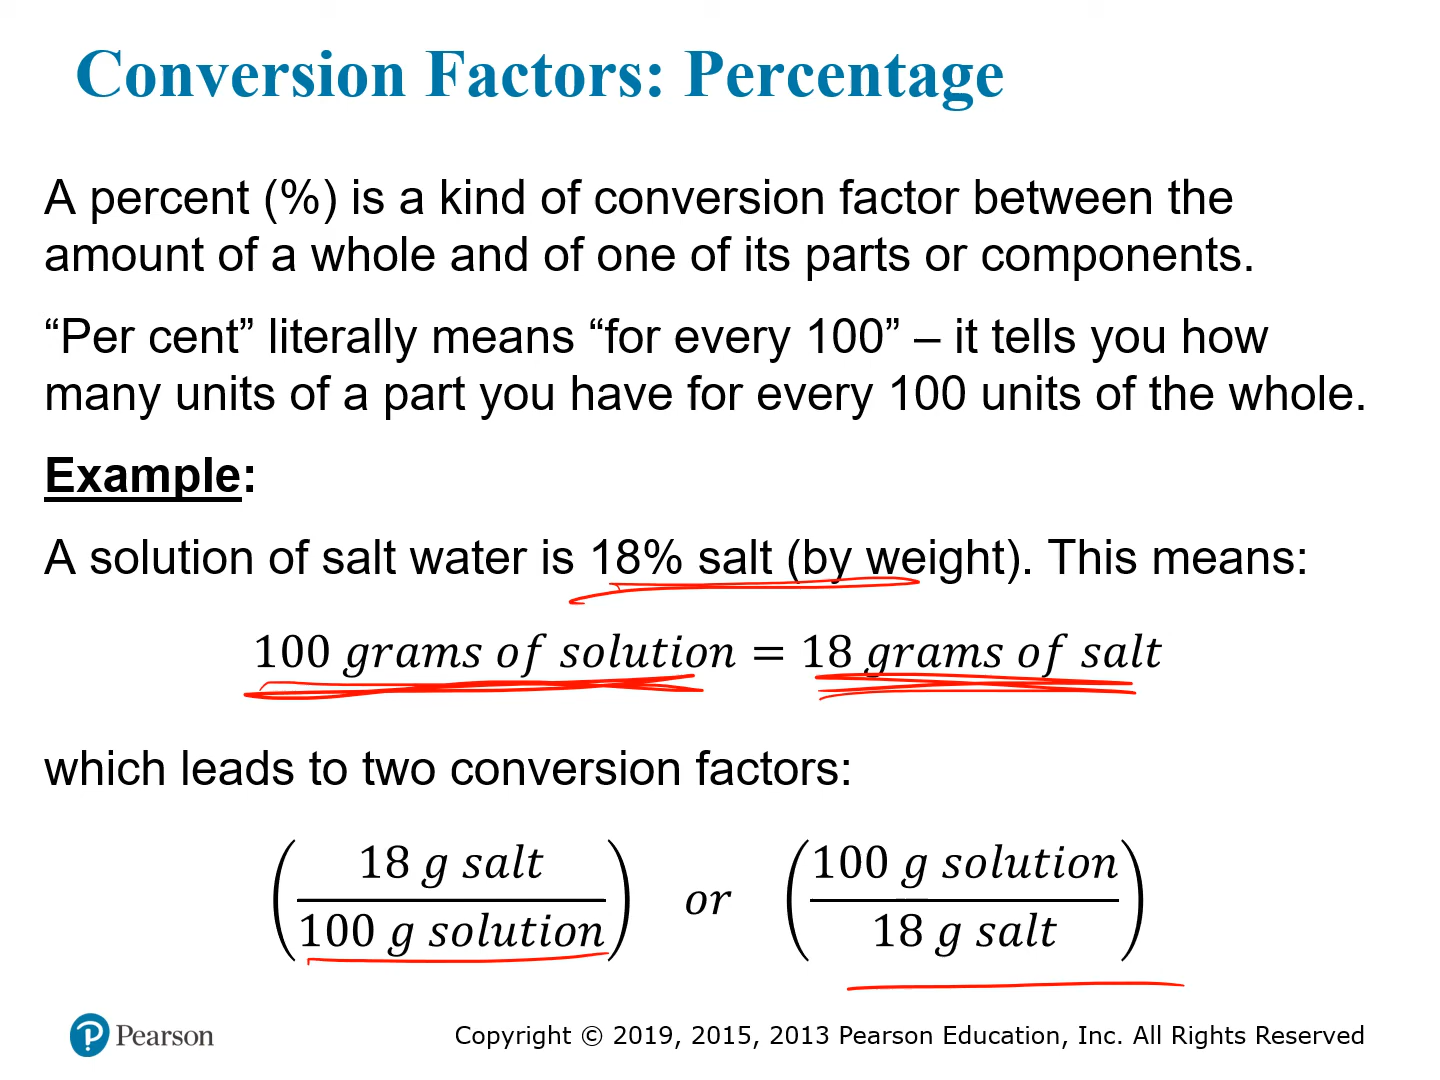 Conversion Factors: Percentage
A percent (%) is a kind of conversion factor between the
amount of a whole and of one of its parts or components.
“Per cent” literally means “for every 100” – it tells you how
many units of a part you have for every 100 units of the whole.
Example:
A solution of salt water is 18% salt (by weight). This means:
100 grams of solution = 18 grams of salt
which leads to two conversion factors:
(18 g salt / 100 g solution) or (100 g solution / 18 g salt)
Pearson
Copyright © 2019, 2015, 2013 Pearson Education, Inc. All Rights Reserved